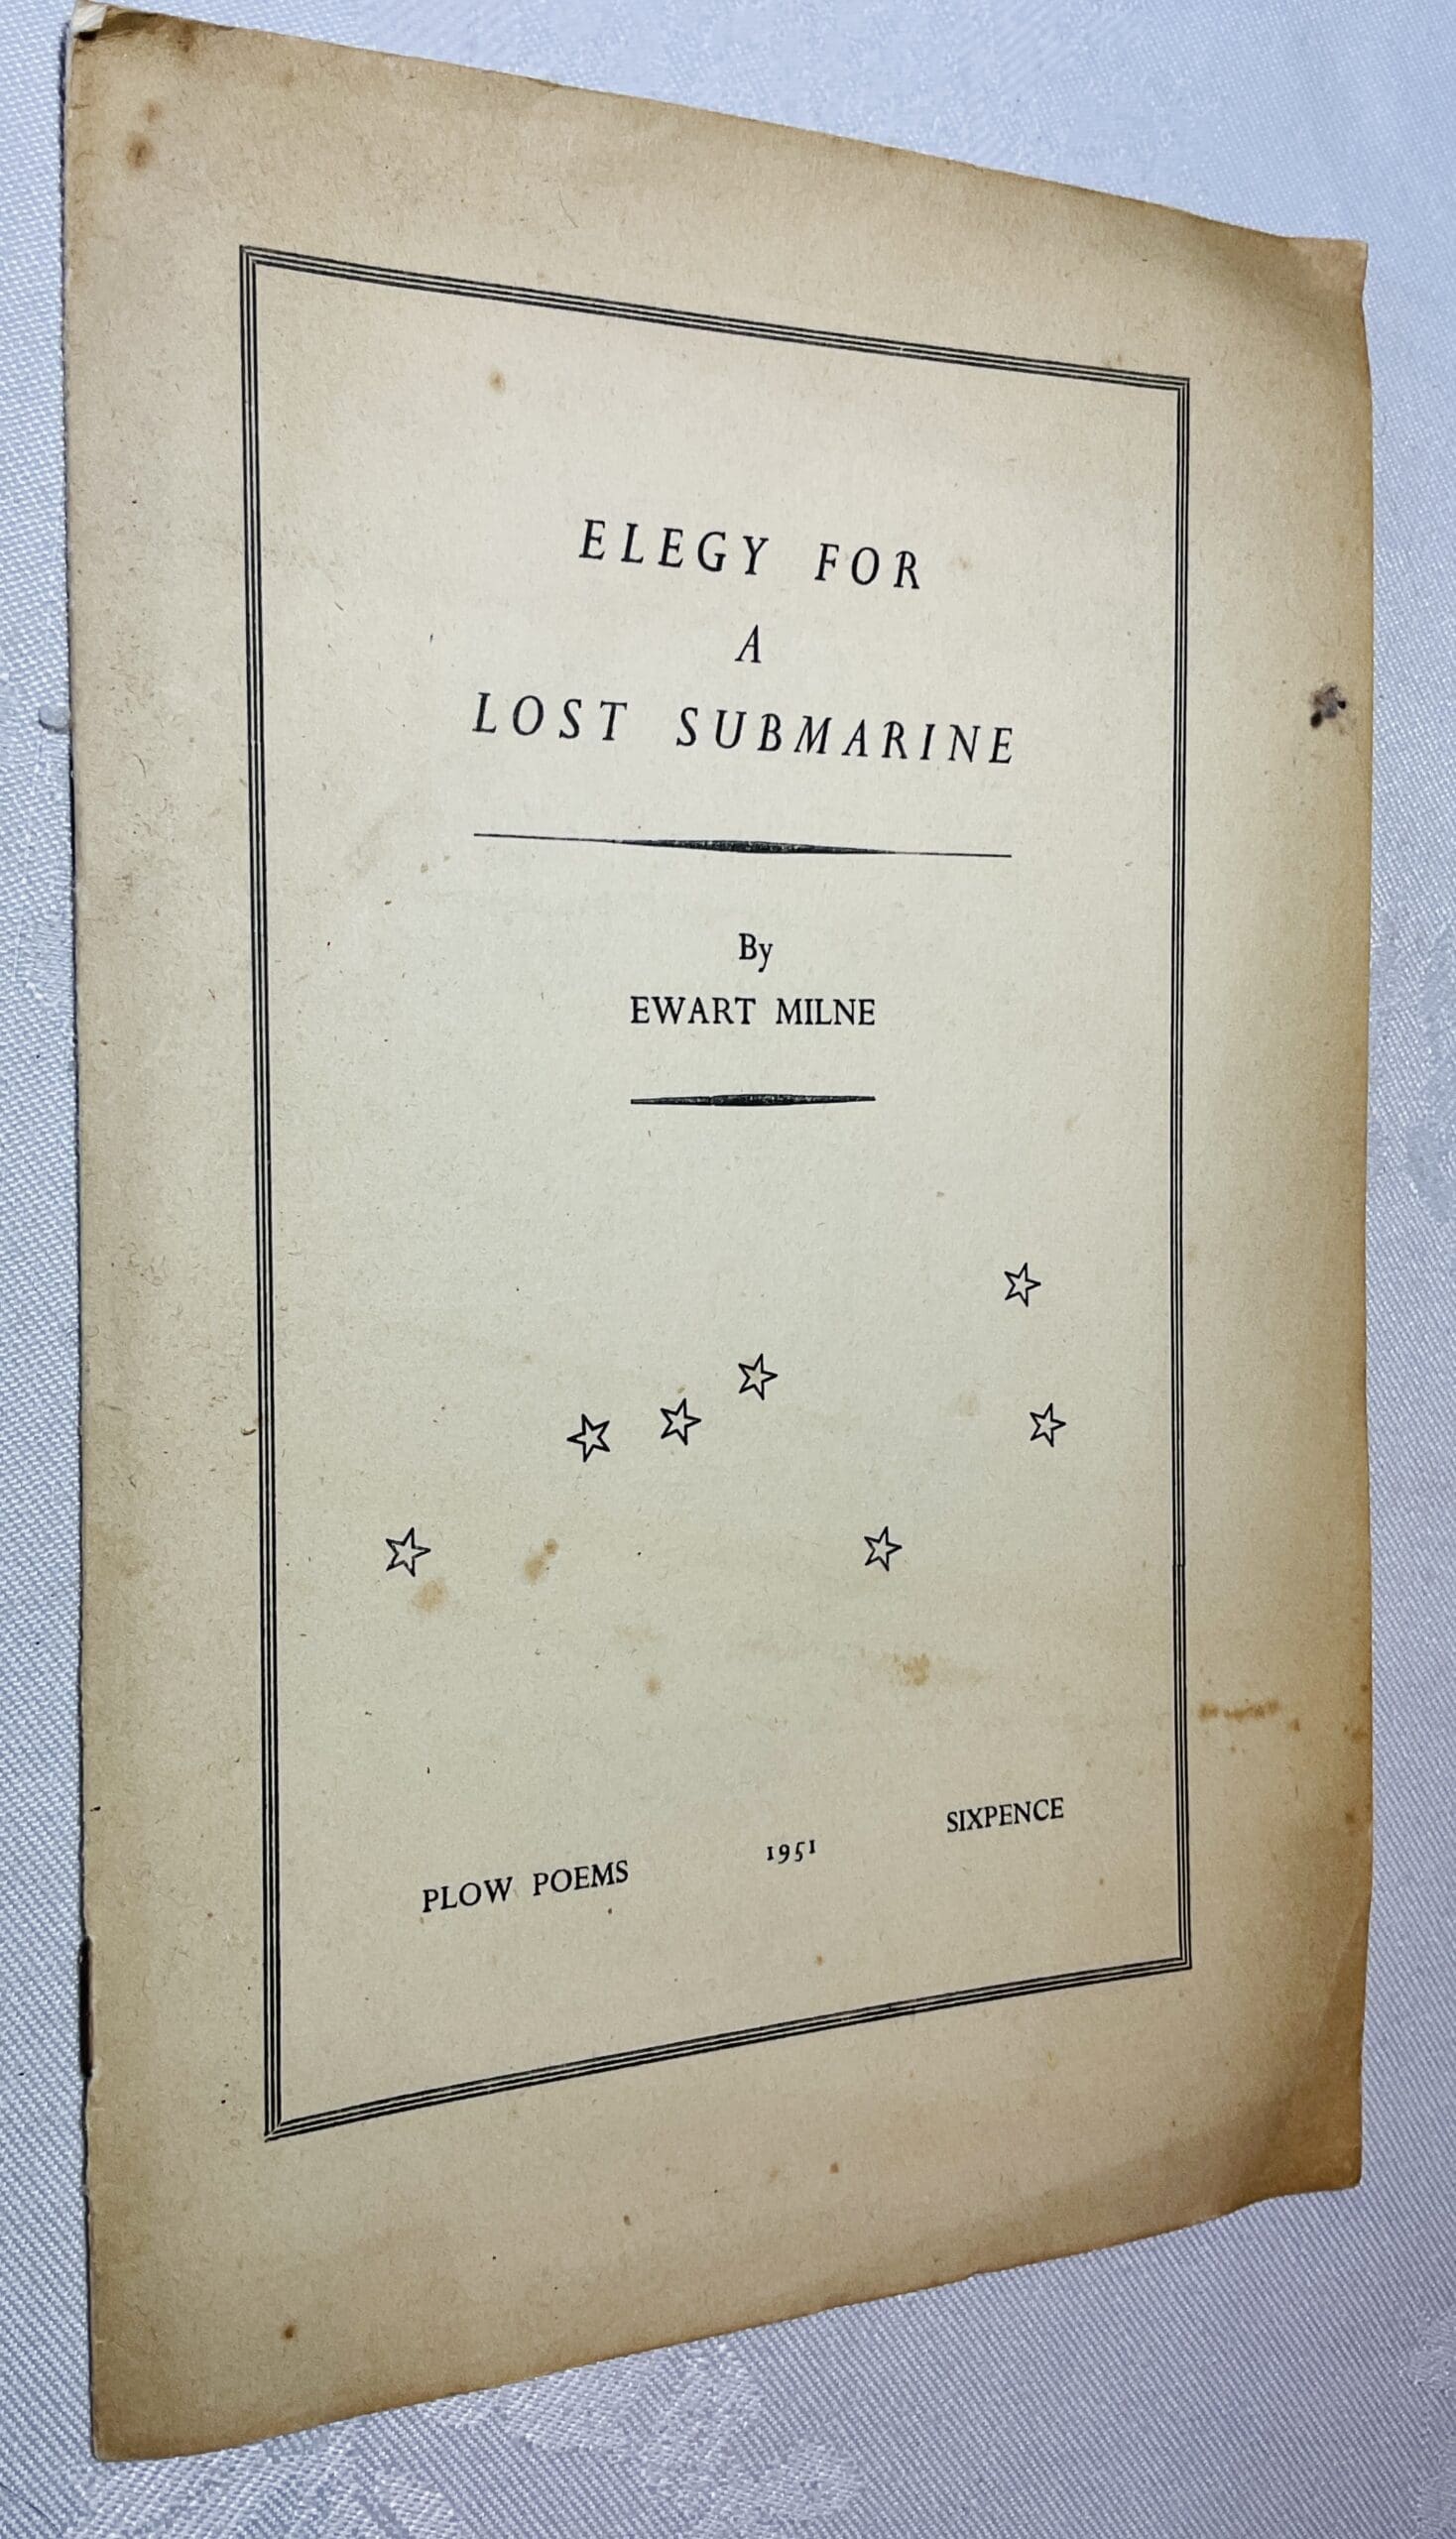 ELEGY FOR
A
LOST SUBMARINE
By
EWART MILNE
PLOW POEMS 1951 SIXPENCE